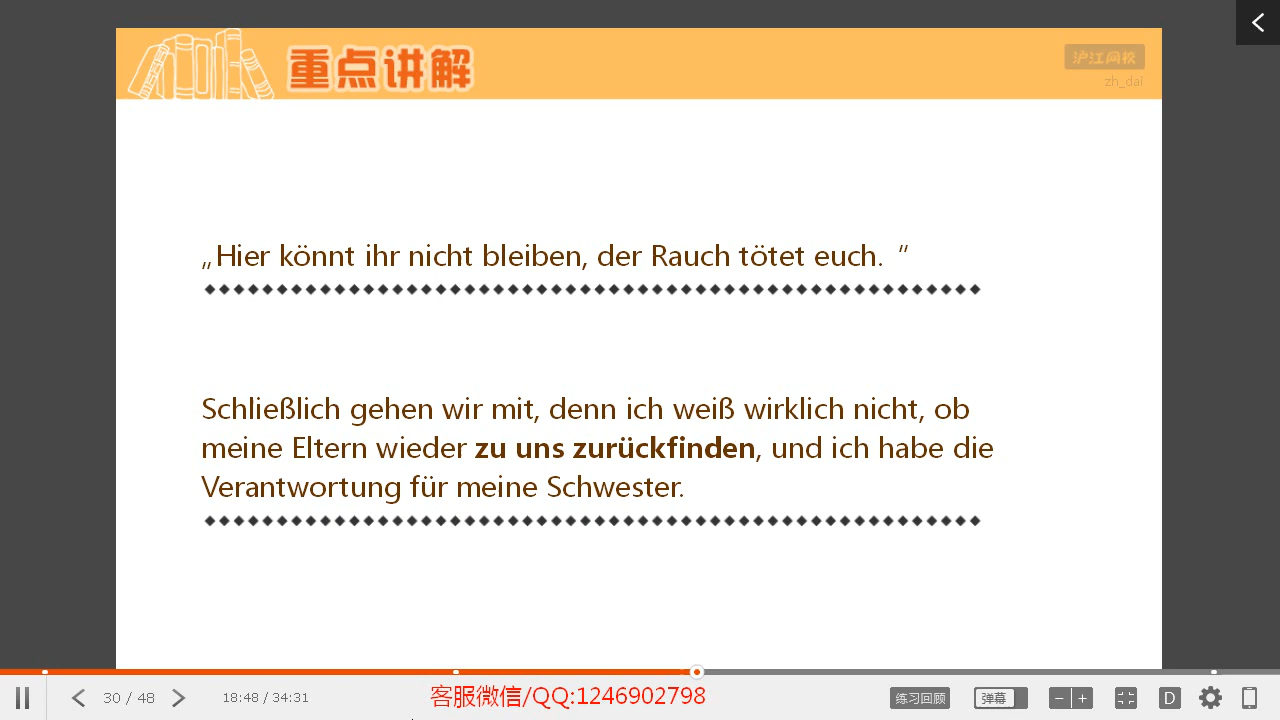 重点讲解
沪江网校
zh_dai
„Hier könnt ihr nicht bleiben, der Rauch tötet euch. “
Schließlich gehen wir mit, denn ich weiß wirklich nicht, ob
meine Eltern wieder zu uns zurückfinden, und ich habe die
Verantwortung für meine Schwester.
30 / 48
18:48 / 34:31
客服微信/QQ:1246902798
练习回顾
弹幕
D